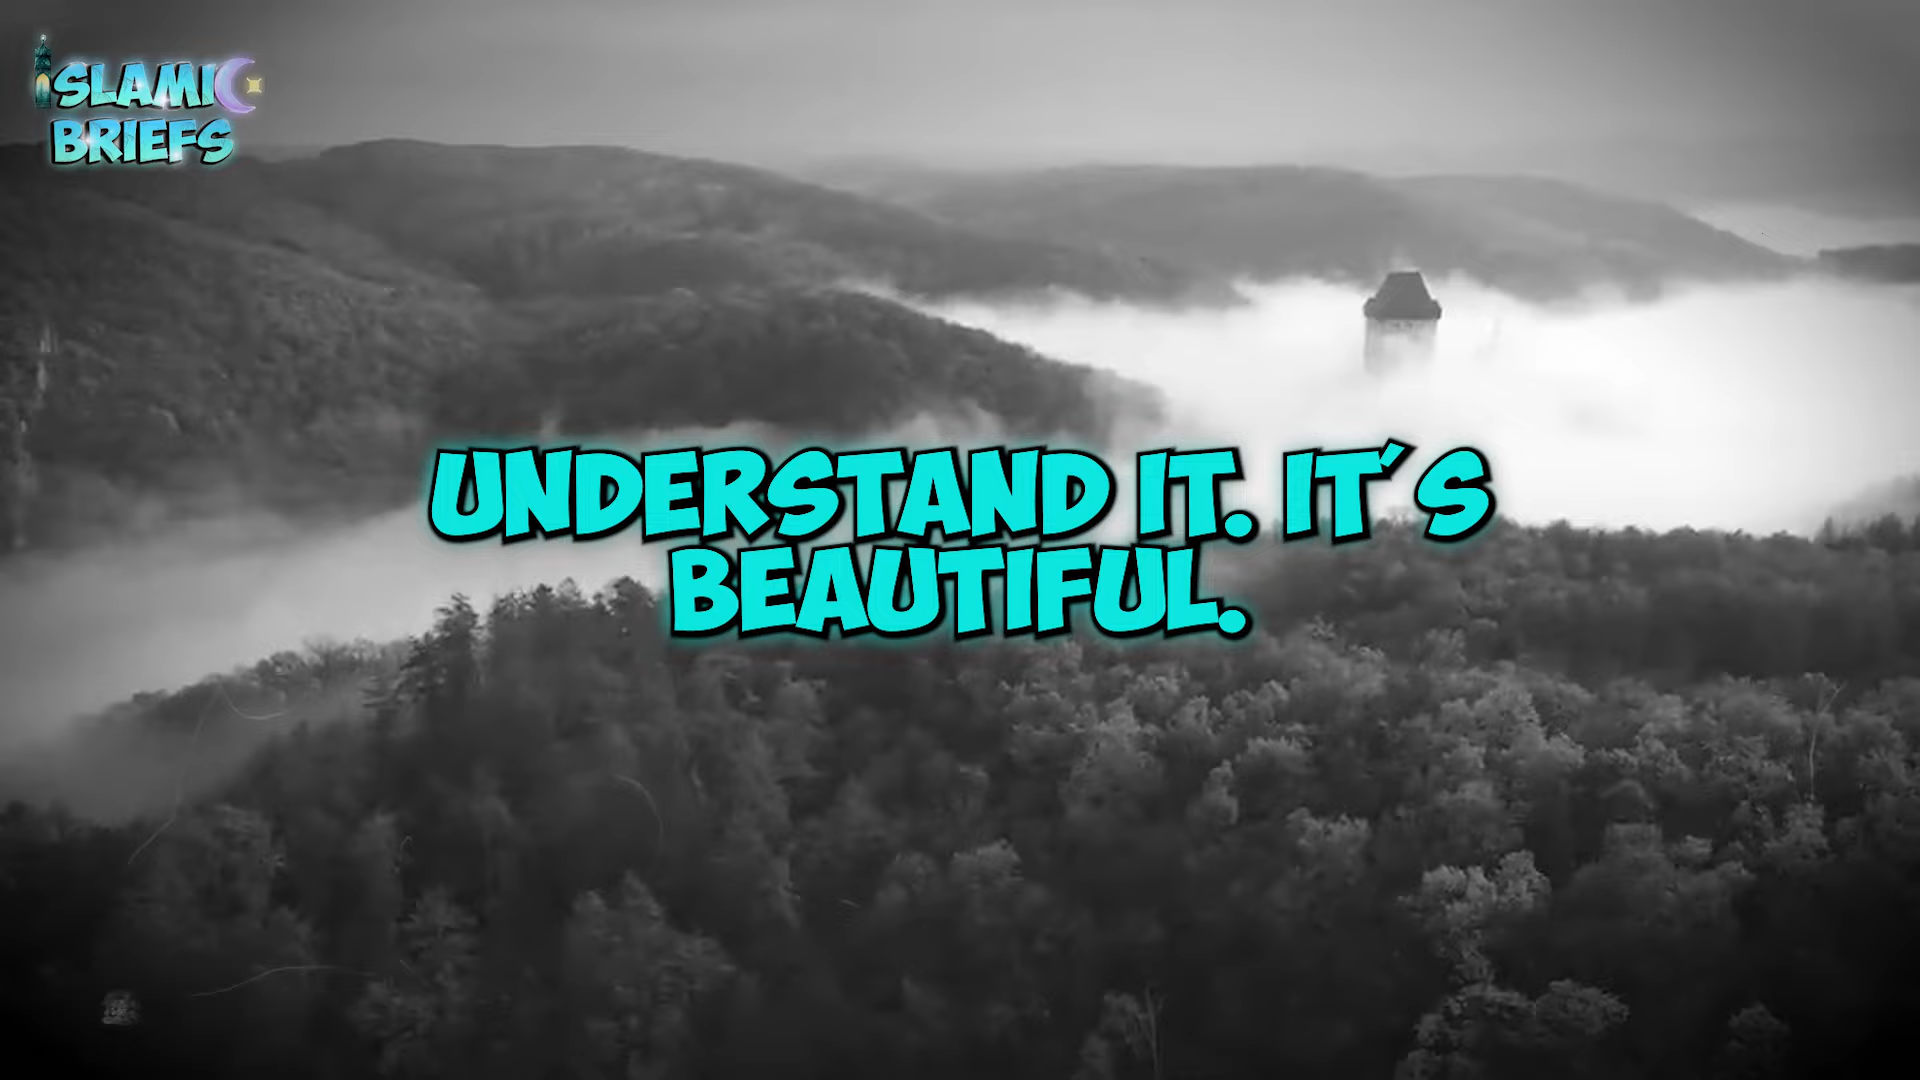 ISLAMIC
BRIEFS
UNDERSTAND IT. IT'S
BEAUTIFUL.